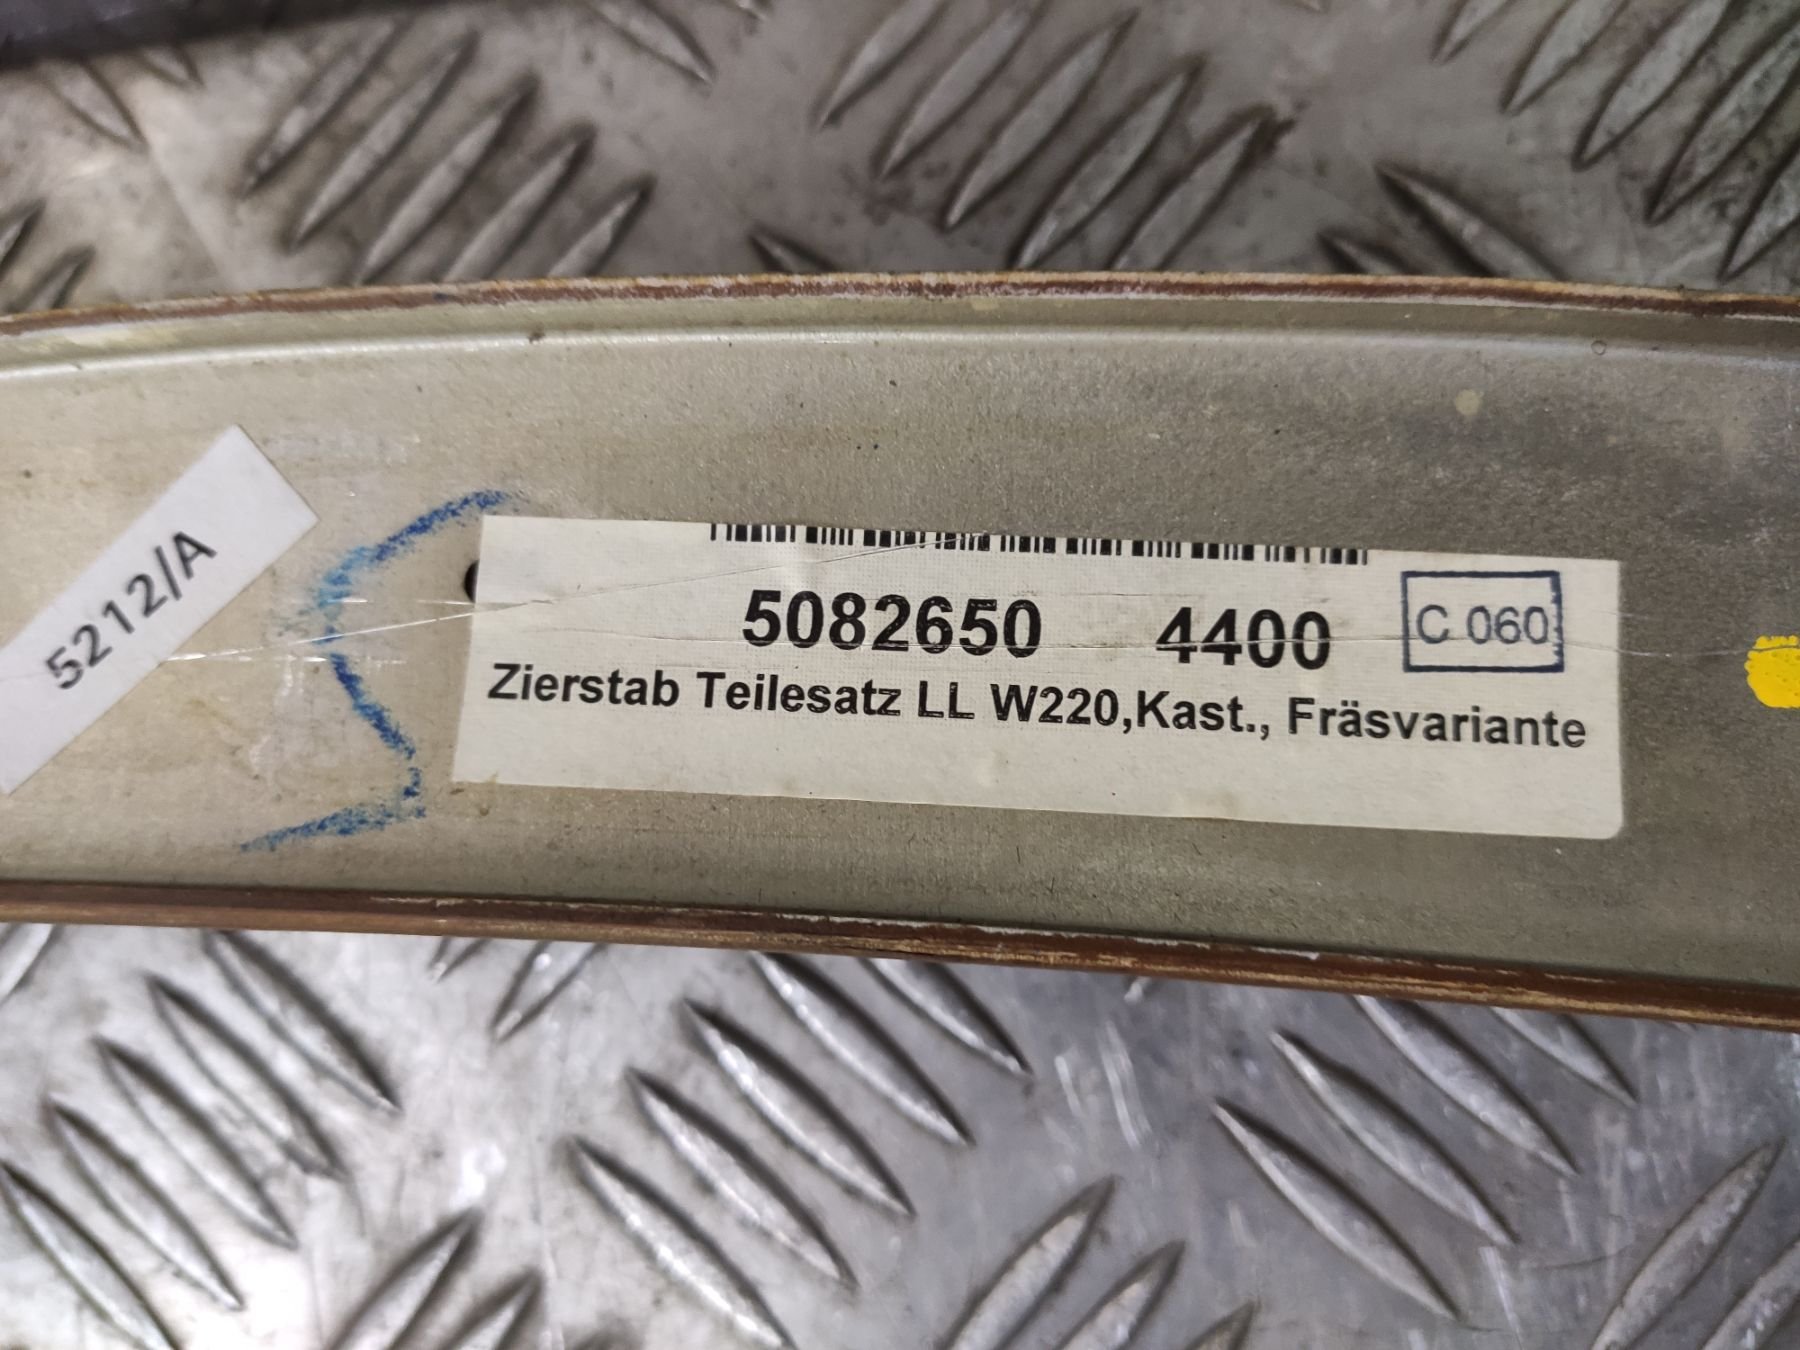 5212/A
5082650 4400 C 060
Zierstab Teilesatz LL W220,Kast., Fräsvariante